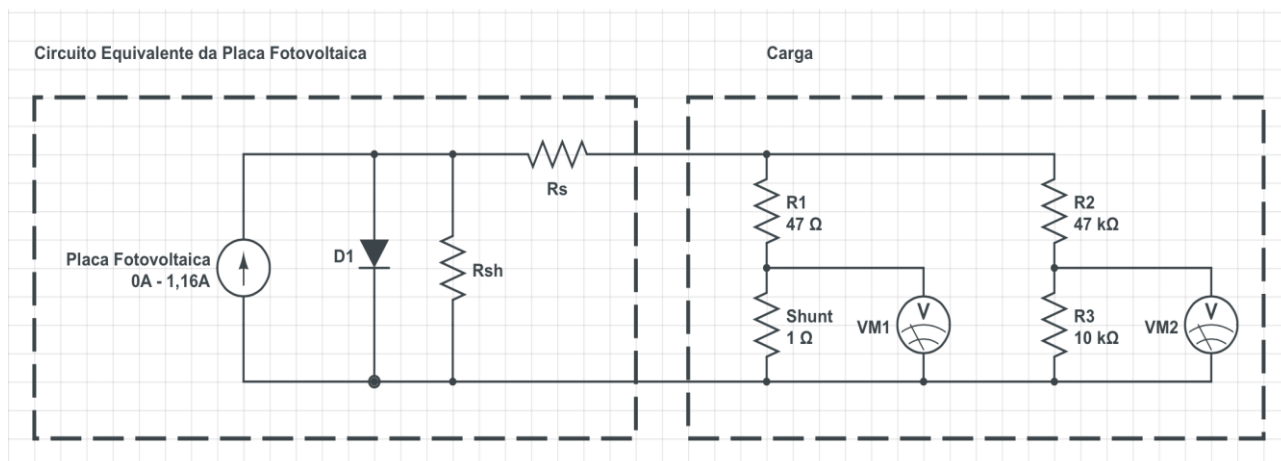 Circuito Equivalente da Placa Fotovoltaica
Carga
Rs
R1
47 Ω
R2
47 kΩ
Placa Fotovoltaica
0A - 1,16A
D1
Rsh
Shunt
1 Ω
VM1
V
R3
10 kΩ
VM2
V